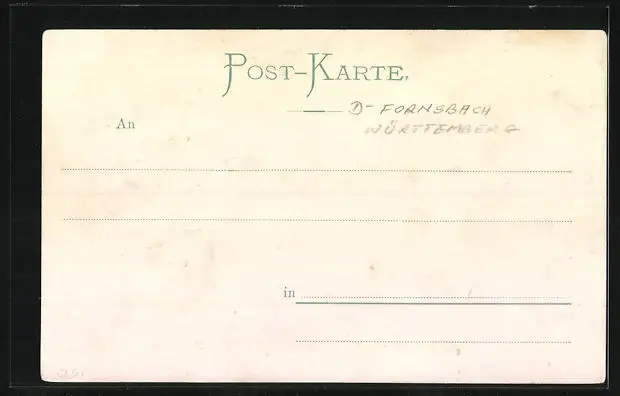 POST-KARTE.
D- FORNSBACH
WÜRTTEMBERG
An
in